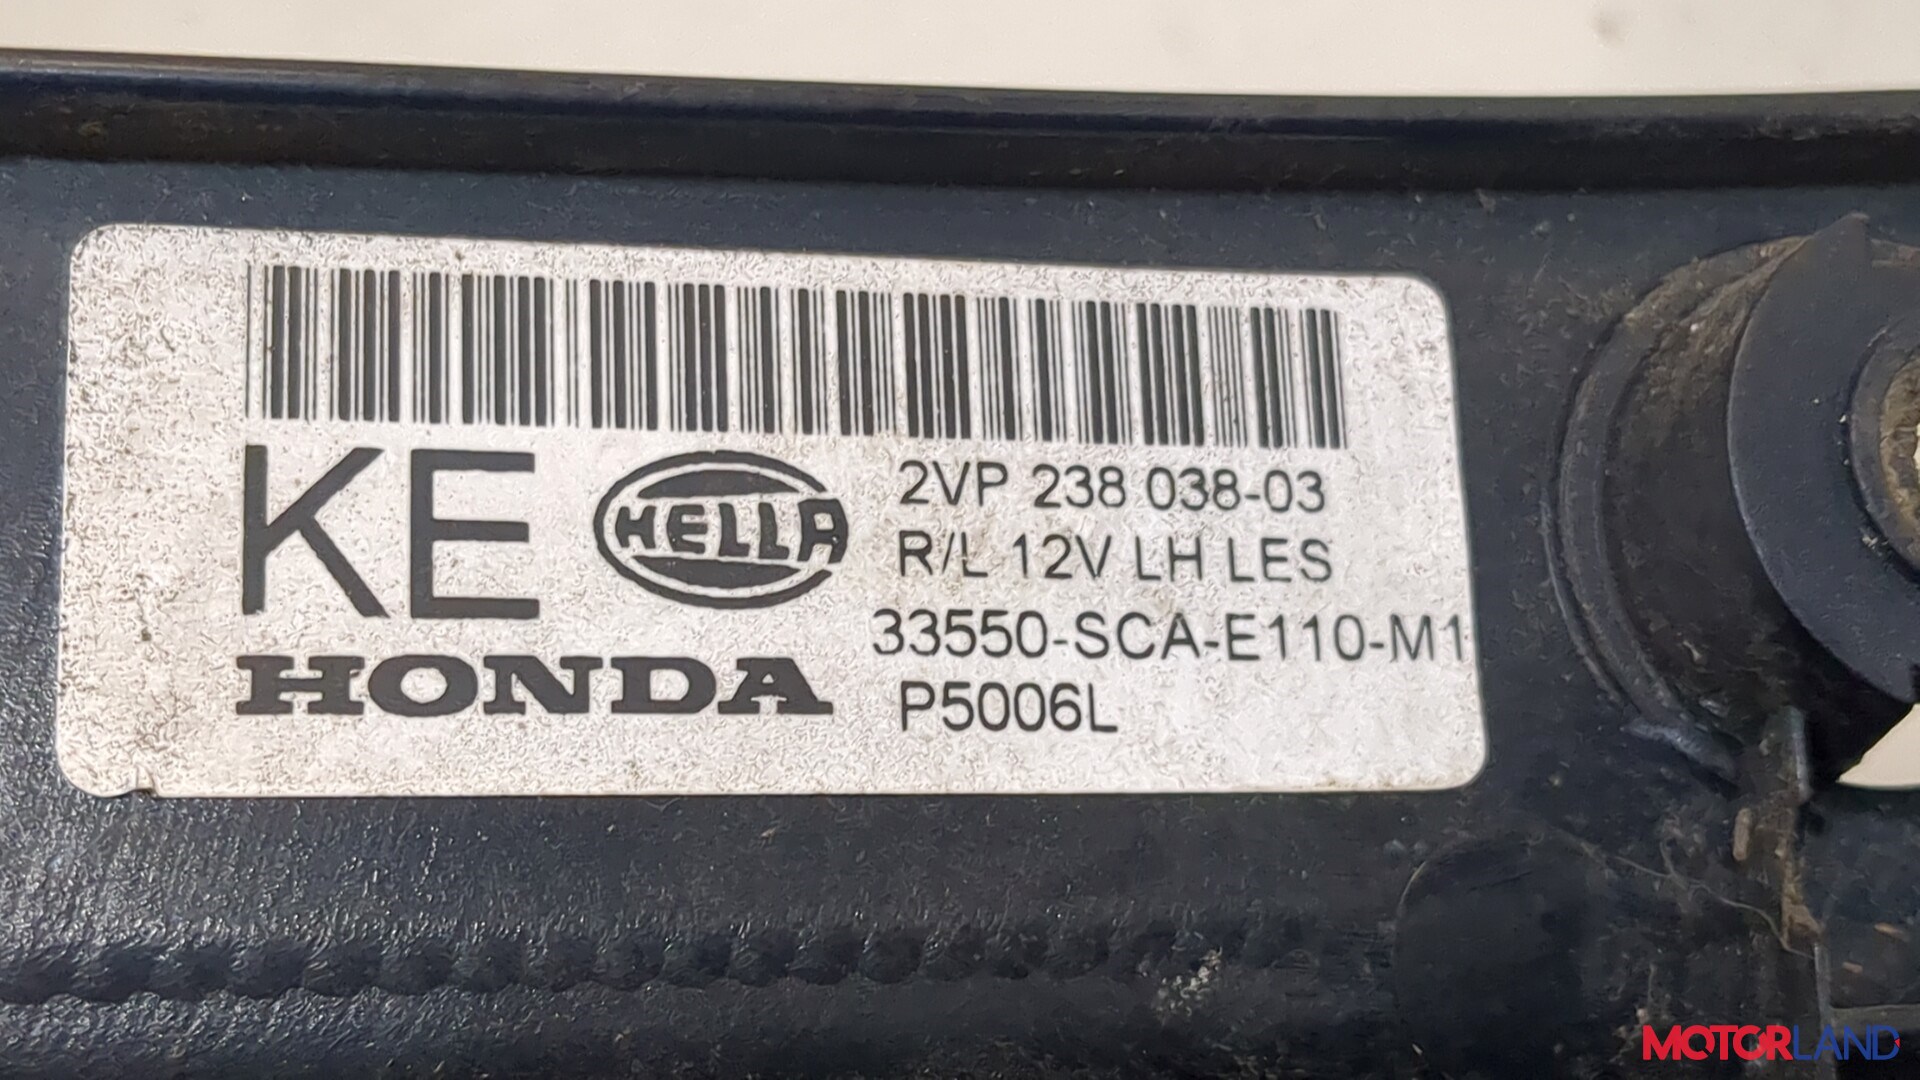 KE
HELLA
2VP 238 038-03
R/L 12V LH LES
33550-SCA-E110-M1
HONDA
P5006L
MOTORLAND